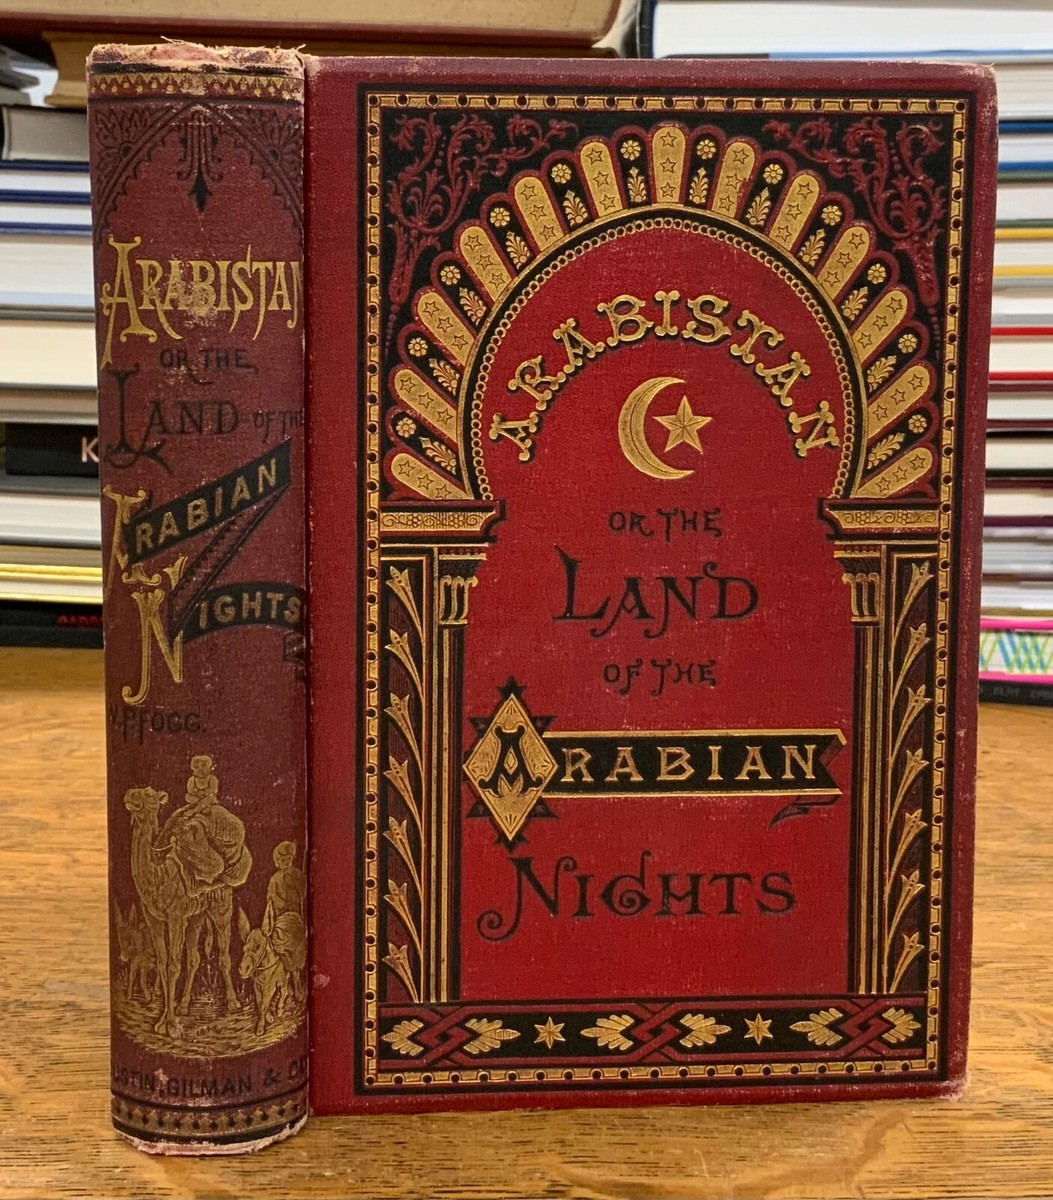 ARABISTAN
OR THE
LAND OF THE
ARABIAN
NIGHTS
W.P. FOGG.
USTIN, GILMAN & CO
ARABISTAN
OR THE
LAND
OF THE
ARABIAN
NIGHTS
K